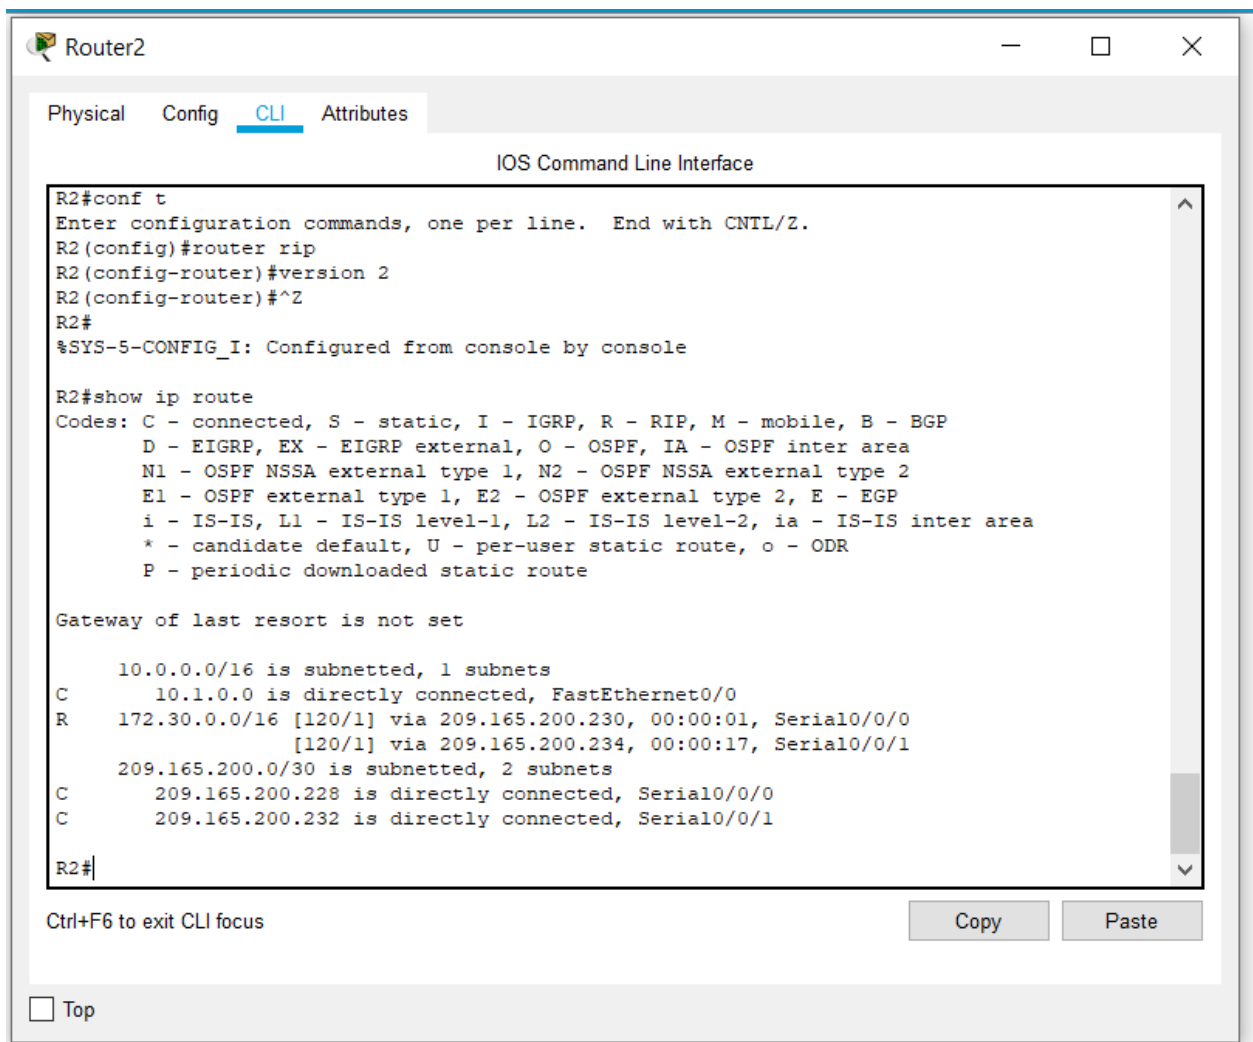 Router2
Physical Config CLI Attributes
IOS Command Line Interface
R2#conf t
Enter configuration commands, one per line.  End with CNTL/Z.
R2(config)#router rip
R2(config-router)#version 2
R2(config-router)#^Z
R2#
%SYS-5-CONFIG_I: Configured from console by console
R2#show ip route
Codes: C - connected, S - static, I - IGRP, R - RIP, M - mobile, B - BGP
       D - EIGRP, EX - EIGRP external, O - OSPF, IA - OSPF inter area
       N1 - OSPF NSSA external type 1, N2 - OSPF NSSA external type 2
       E1 - OSPF external type 1, E2 - OSPF external type 2, E - EGP
       i - IS-IS, L1 - IS-IS level-1, L2 - IS-IS level-2, ia - IS-IS inter area
       * - candidate default, U - per-user static route, o - ODR
       P - periodic downloaded static route
Gateway of last resort is not set
     10.0.0.0/16 is subnetted, 1 subnets
C       10.1.0.0 is directly connected, FastEthernet0/0
R    172.30.0.0/16 [120/1] via 209.165.200.230, 00:00:01, Serial0/0/0
                   [120/1] via 209.165.200.234, 00:00:17, Serial0/0/1
     209.165.200.0/30 is subnetted, 2 subnets
C       209.165.200.228 is directly connected, Serial0/0/0
C       209.165.200.232 is directly connected, Serial0/0/1
R2#
Ctrl+F6 to exit CLI focus
Copy Paste
Top